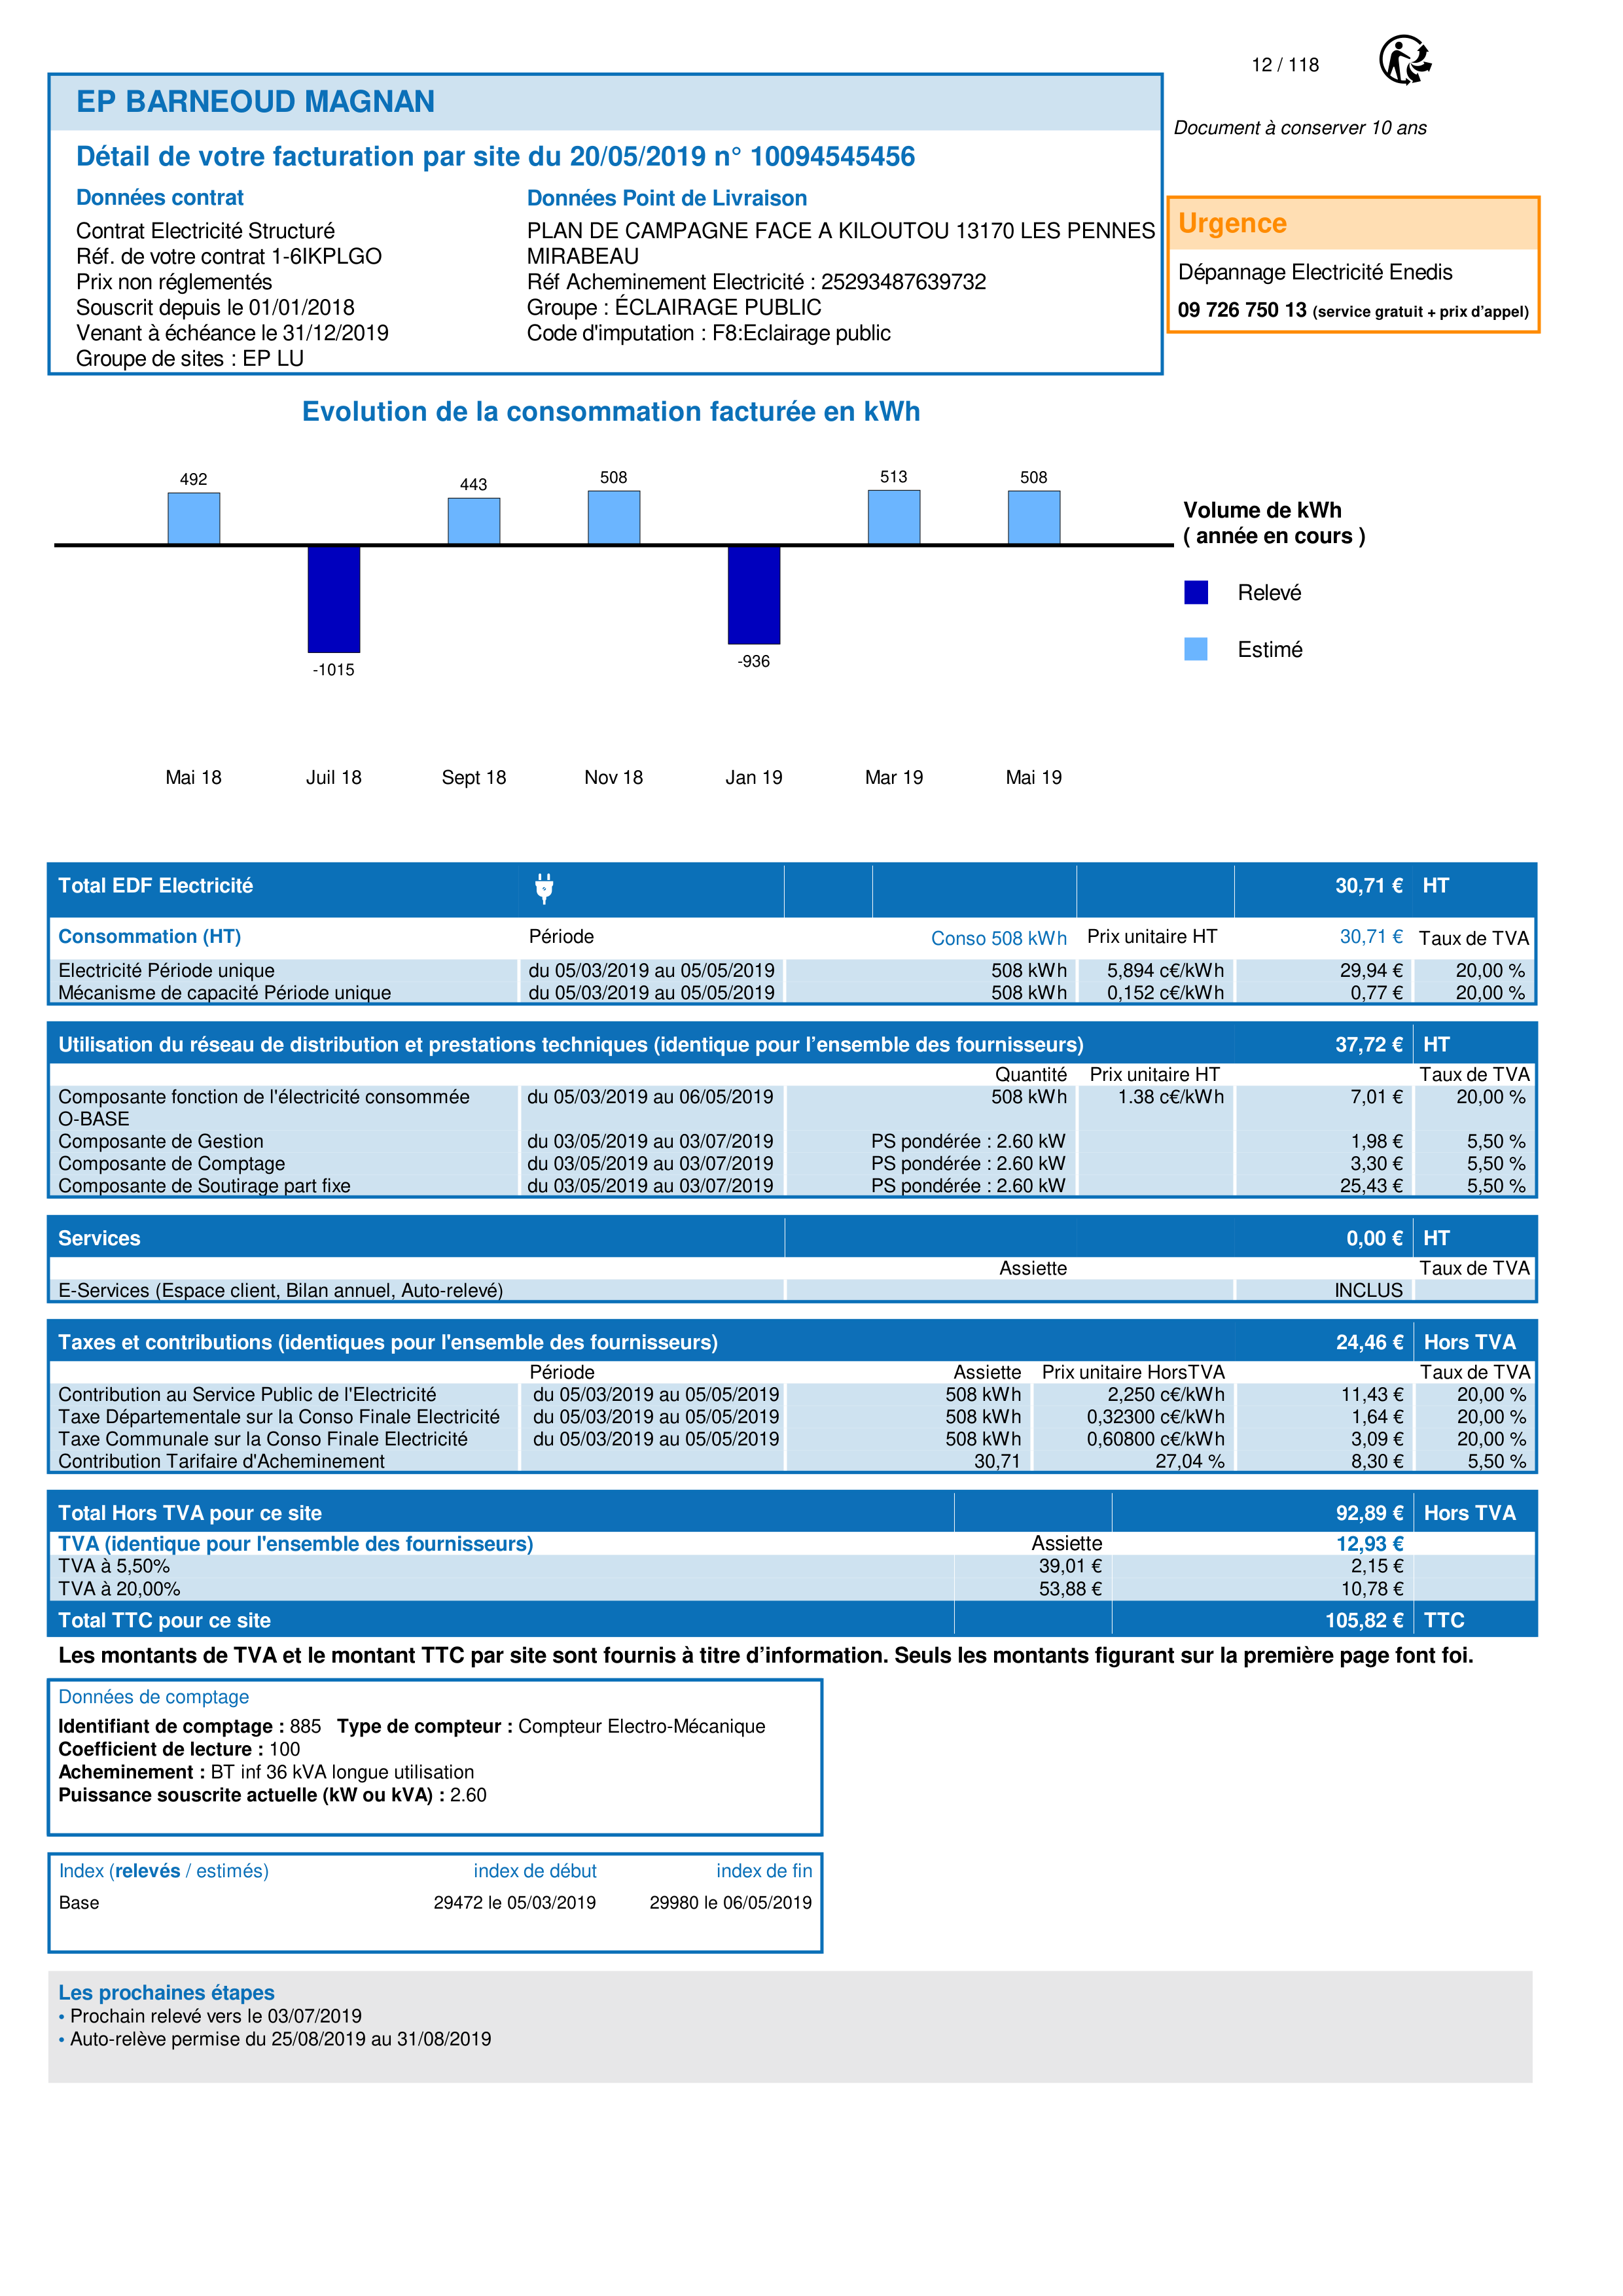 12 / 118
EP BARNEOUD MAGNAN
Document à conserver 10 ans
Détail de votre facturation par site du 20/05/2019 n° 10094545456
Données contrat
Contrat Electricité Structuré
Réf. de votre contrat 1-6IKPLGO
Prix non réglementés
Souscrit depuis le 01/01/2018
Venant à échéance le 31/12/2019
Groupe de sites : EP LU
Données Point de Livraison
PLAN DE CAMPAGNE FACE A KILOUTOU 13170 LES PENNES
MIRABEAU
Réf Acheminement Electricité : 25293487639732
Groupe : ÉCLAIRAGE PUBLIC
Code d'imputation : F8:Eclairage public
Urgence
Dépannage Electricité Enedis
09 726 750 13 (service gratuit + prix d’appel)
Evolution de la consommation facturée en kWh
492 443 508 513 508
-1015 -936
Mai 18 Juil 18 Sept 18 Nov 18 Jan 19 Mar 19 Mai 19
Volume de kWh
( année en cours )
Relevé
Estimé
Total EDF Electricité 30,71 € HT
Consommation (HT) Période Conso 508 kWh Prix unitaire HT 30,71 € Taux de TVA
Electricité Période unique du 05/03/2019 au 05/05/2019 508 kWh 5,894 c€/kWh 29,94 € 20,00 %
Mécanisme de capacité Période unique du 05/03/2019 au 05/05/2019 508 kWh 0,152 c€/kWh 0,77 € 20,00 %
Utilisation du réseau de distribution et prestations techniques (identique pour l’ensemble des fournisseurs) 37,72 € HT
Quantité Prix unitaire HT Taux de TVA
Composante fonction de l'électricité consommée du 05/03/2019 au 06/05/2019 508 kWh 1.38 c€/kWh 7,01 € 20,00 %
O-BASE
Composante de Gestion du 03/05/2019 au 03/07/2019 PS pondérée : 2.60 kW 1,98 € 5,50 %
Composante de Comptage du 03/05/2019 au 03/07/2019 PS pondérée : 2.60 kW 3,30 € 5,50 %
Composante de Soutirage part fixe du 03/05/2019 au 03/07/2019 PS pondérée : 2.60 kW 25,43 € 5,50 %
Services 0,00 € HT
Assiette Taux de TVA
E-Services (Espace client, Bilan annuel, Auto-relevé) INCLUS
Taxes et contributions (identiques pour l'ensemble des fournisseurs) 24,46 € Hors TVA
Période Assiette Prix unitaire HorsTVA Taux de TVA
Contribution au Service Public de l'Electricité du 05/03/2019 au 05/05/2019 508 kWh 2,250 c€/kWh 11,43 € 20,00 %
Taxe Départementale sur la Conso Finale Electricité du 05/03/2019 au 05/05/2019 508 kWh 0,32300 c€/kWh 1,64 € 20,00 %
Taxe Communale sur la Conso Finale Electricité du 05/03/2019 au 05/05/2019 508 kWh 0,60800 c€/kWh 3,09 € 20,00 %
Contribution Tarifaire d'Acheminement 30,71 27,04 % 8,30 € 5,50 %
Total Hors TVA pour ce site 92,89 € Hors TVA
TVA (identique pour l'ensemble des fournisseurs) Assiette 12,93 €
TVA à 5,50% 39,01 € 2,15 €
TVA à 20,00% 53,88 € 10,78 €
Total TTC pour ce site 105,82 € TTC
Les montants de TVA et le montant TTC par site sont fournis à titre d’information. Seuls les montants figurant sur la première page font foi.
Données de comptage
Identifiant de comptage : 885 Type de compteur : Compteur Electro-Mécanique
Coefficient de lecture : 100
Acheminement : BT inf 36 kVA longue utilisation
Puissance souscrite actuelle (kW ou kVA) : 2.60
Index (relevés / estimés) index de début index de fin
Base 29472 le 05/03/2019 29980 le 06/05/2019
Les prochaines étapes
• Prochain relevé vers le 03/07/2019
• Auto-relève permise du 25/08/2019 au 31/08/2019